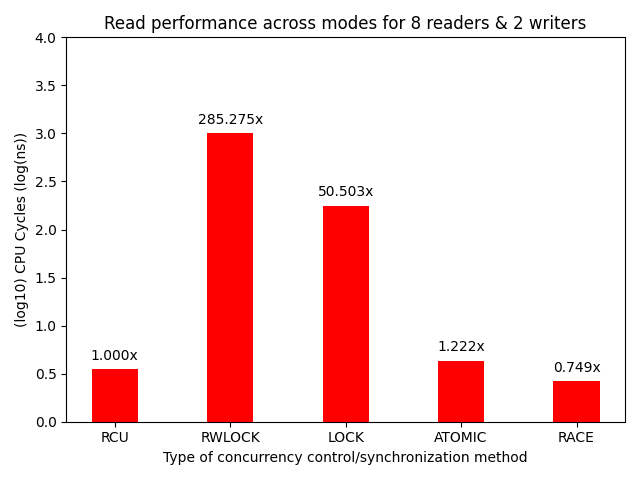 Read performance across modes for 8 readers & 2 writers
4.0
3.5
3.0
2.5
2.0
1.5
1.0
0.5
0.0
(log10) CPU Cycles (log(ns))
1.000x
285.275x
50.503x
1.222x
0.749x
RCU
RWLOCK
LOCK
ATOMIC
RACE
Type of concurrency control/synchronization method